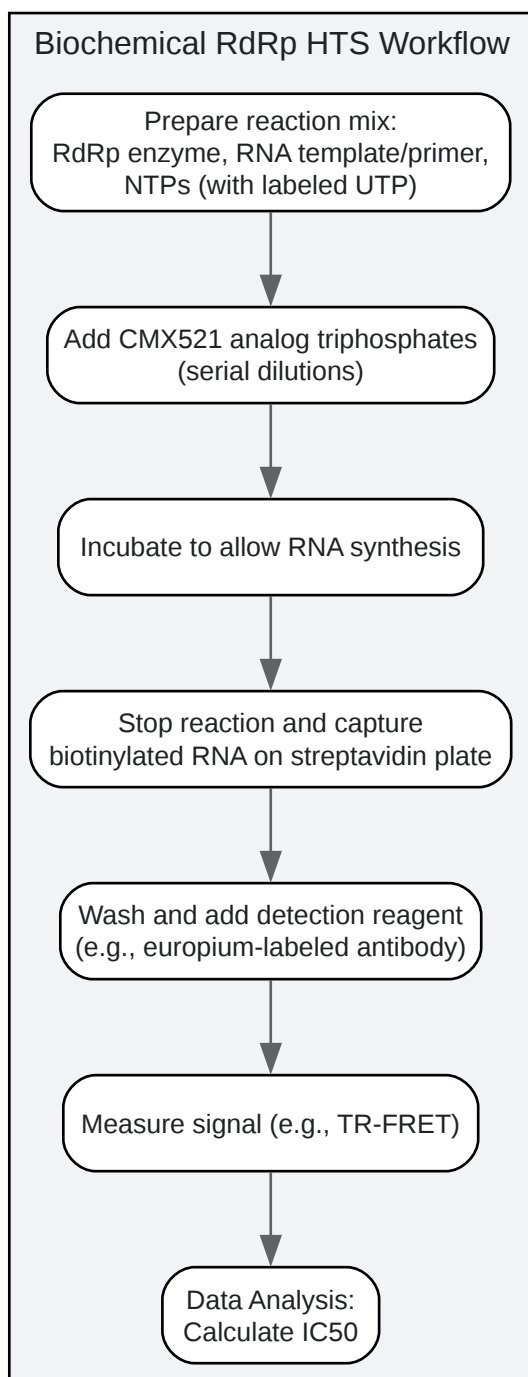 Biochemical RdRp HTS Workflow
Prepare reaction mix:
RdRp enzyme, RNA template/primer,
NTPs (with labeled UTP)
Add CMX521 analog triphosphates
(serial dilutions)
Incubate to allow RNA synthesis
Stop reaction and capture
biotinylated RNA on streptavidin plate
Wash and add detection reagent
(e.g., europium-labeled antibody)
Measure signal (e.g., TR-FRET)
Data Analysis:
Calculate IC50